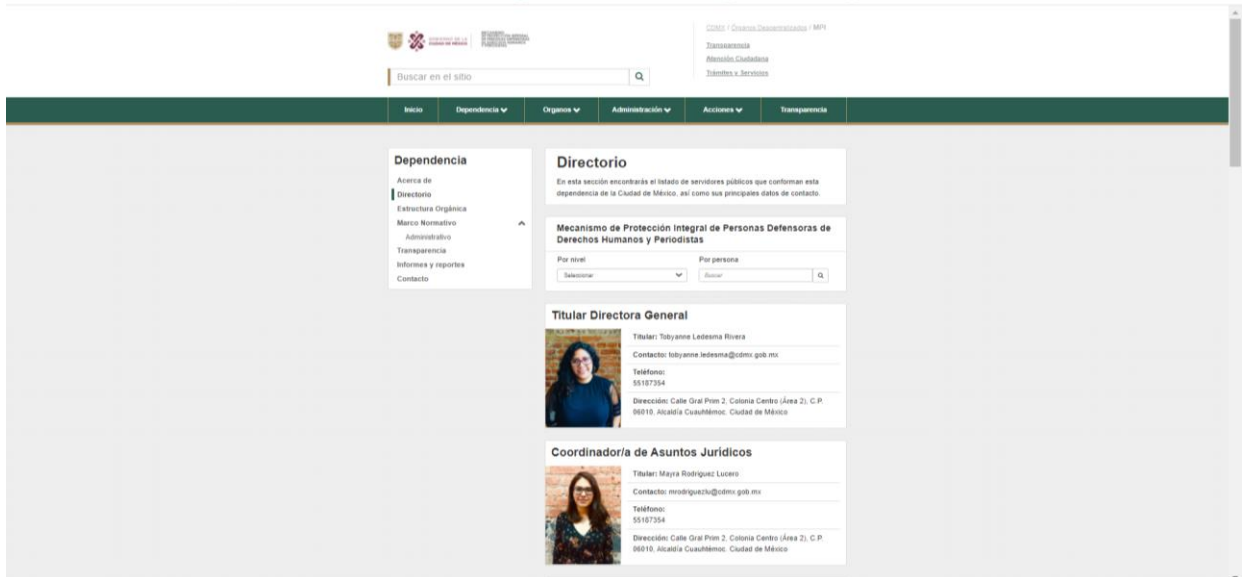 CDMX / Órganos Desconcentrados / MPI
GOBIERNO DE LA
CIUDAD DE MÉXICO
Transparencia
Atención Ciudadana
Trámites y Servicios
Buscar en el sitio
Inicio
Dependencia
Organos
Administración
Acciones
Transparencia
Dependencia
Acerca de
Directorio
Extructura Orgánica
Marco Normativo
Administrativo
Transparencia
Informes y reportes
Contacto
Directorio
En esta sección encontrarás el listado de servidores públicos que conforman esta
dependencia de la Ciudad de México, así como sus principales datos de contacto.
Mecanismo de Protección Integral de Personas Defensoras de
Derechos Humanos y Periodistas
Por nivel
Por persona
Seleccionar
Buscar
Titular Directora General
Titular: Tobyanne Ledesma Rivera
Contacto: tobyanne.ledesma@cdmx.gob.mx
Teléfono:
55187354
Dirección: Calle Gral Prim 2, Colonia Centro (Área 2), C.P.
06010, Alcaldía Cuauhtémoc. Ciudad de México
Coordinador/a de Asuntos Jurídicos
Titular: Mayra Rodríguez Lucero
Contacto: mrodriguezlu@cdmx.gob.mx
Teléfono:
55187354
Dirección: Calle Gral Prim 2, Colonia Centro (Área 2), C.P.
06010, Alcaldía Cuauhtémoc. Ciudad de México